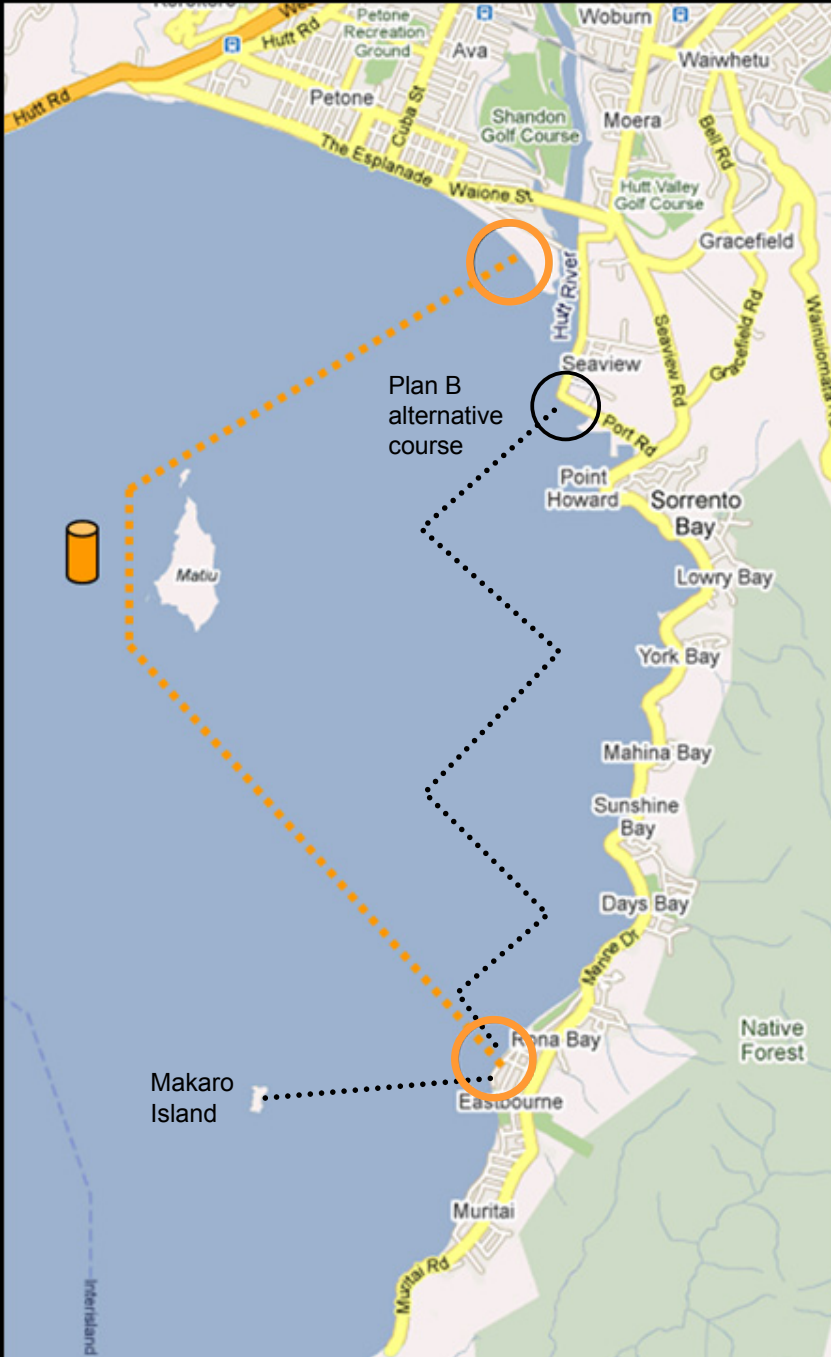 Petone
Recreation
Ground
Woburn
Hutt Rd
Ava
Waiwhetu
Hutt Rd
Petone
Cuba St
Shandon
Golf Course
Moera
Bell Rd
The Esplanade
Waione St
Hutt Valley
Golf Course
Gracefield
Hutt River
Seaview Rd
Gracefield Rd
Wainuiomata
Seaview
Plan B
alternative
course
Port Rd
Point
Howard
Sorrento
Bay
Matiu
Lowry Bay
York Bay
Mahina Bay
Sunshine
Bay
Days Bay
Marine Dr
Rona Bay
Native
Forest
Makaro
Island
Eastbourne
Muritai
Muritai Rd
Interisland